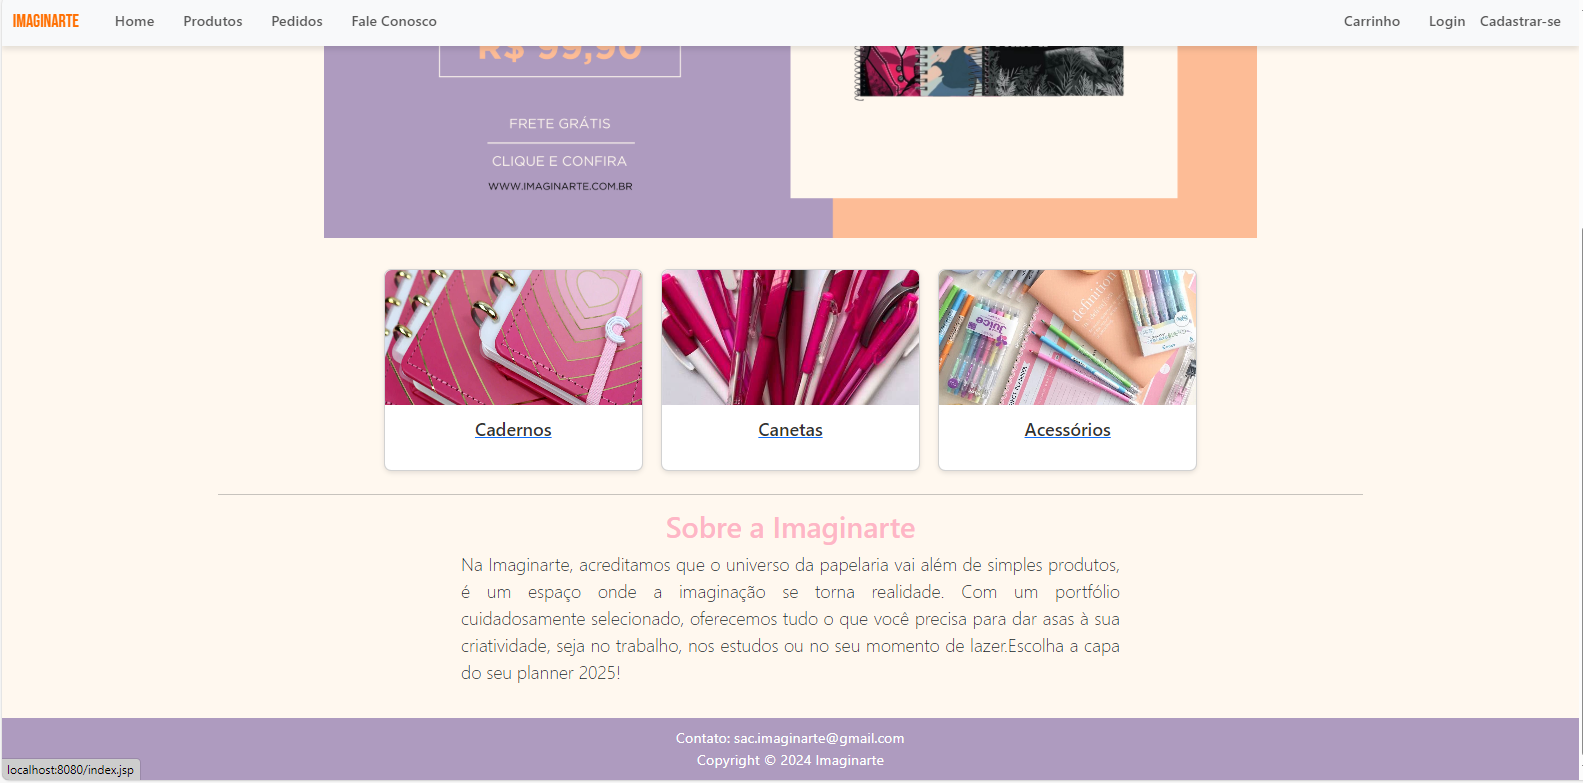 IMAGINARTE Home Produtos Pedidos Fale Conosco Carrinho Login Cadastrar-se
R$ 99,90
FRETE GRÁTIS
CLIQUE E CONFIRA
WWW.IMAGINARTE.COM.BR
definition
Juice
Cadernos Canetas Acessórios
Sobre a Imaginarte
Na Imaginarte, acreditamos que o universo da papelaria vai além de simples produtos,
é um espaço onde a imaginação se torna realidade. Com um portfólio
cuidadosamente selecionado, oferecemos tudo o que você precisa para dar asas à sua
criatividade, seja no trabalho, nos estudos ou no seu momento de lazer.Escolha a capa
do seu planner 2025!
Contato: sac.imaginarte@gmail.com
Copyright © 2024 Imaginarte
localhost:8080/index.jsp